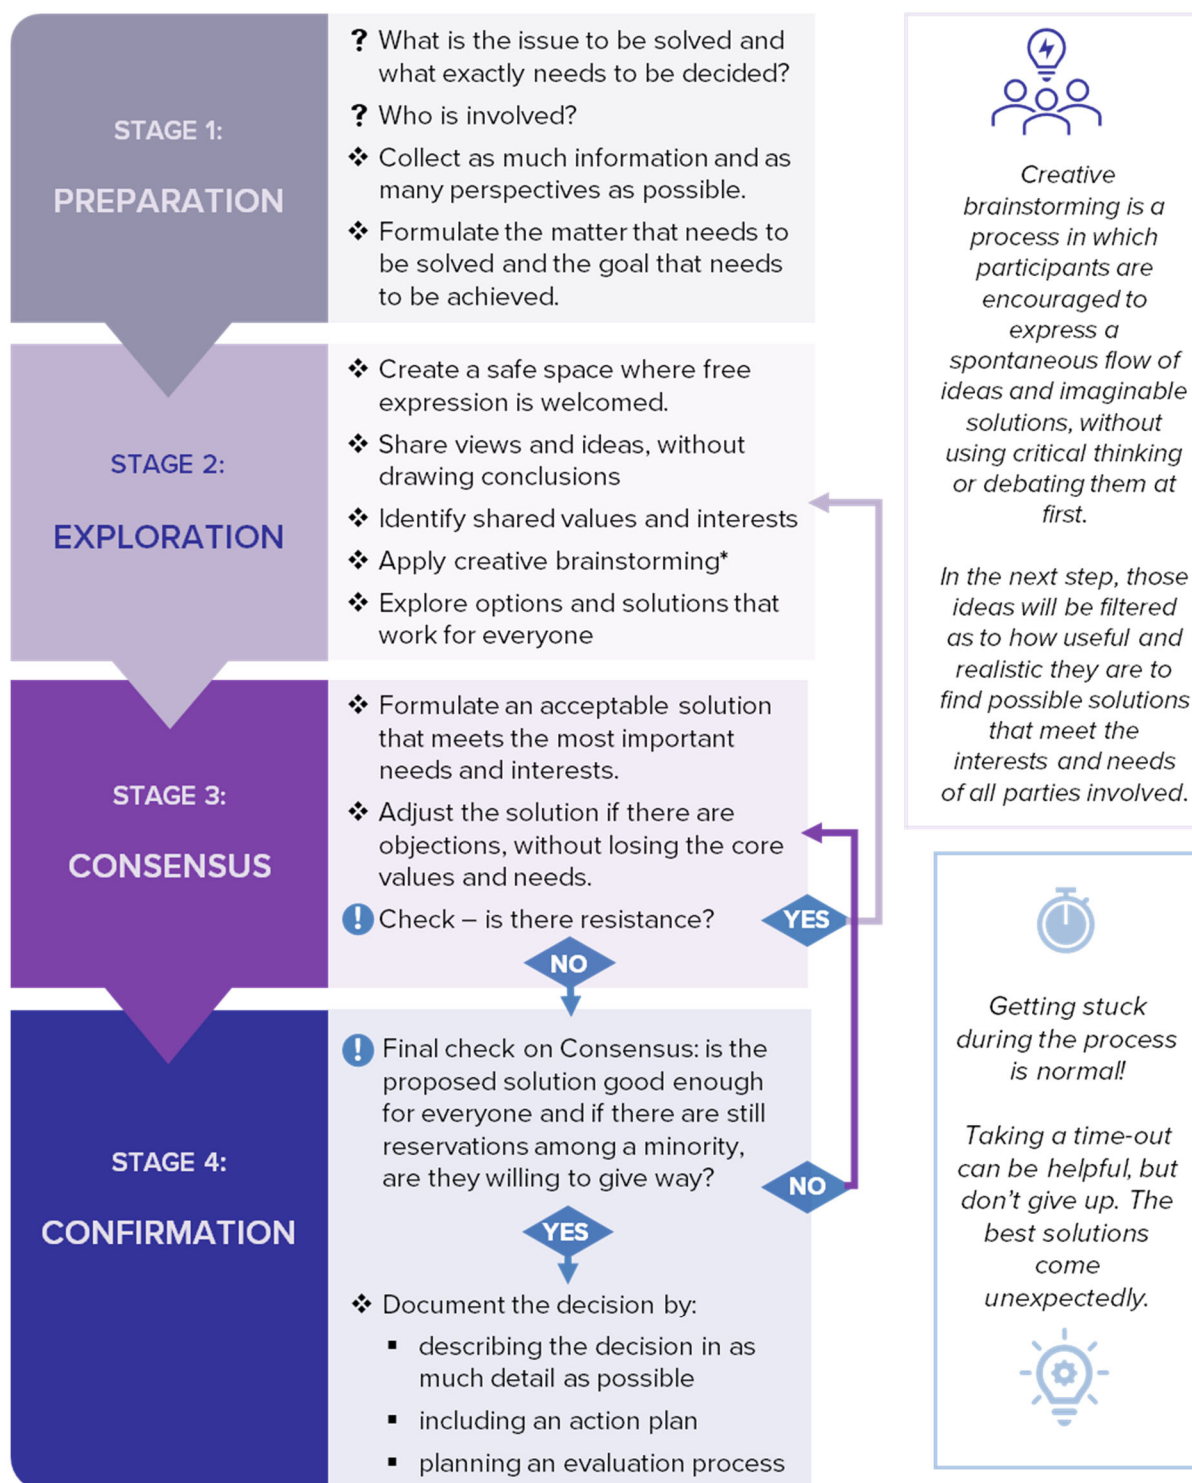 STAGE 1:
PREPARATION
? What is the issue to be solved and
what exactly needs to be decided?
? Who is involved?
❖ Collect as much information and as
many perspectives as possible.
❖ Formulate the matter that needs to
be solved and the goal that needs
to be achieved.
STAGE 2:
EXPLORATION
❖ Create a safe space where free
expression is welcomed.
❖ Share views and ideas, without
drawing conclusions
❖ Identify shared values and interests
❖ Apply creative brainstorming*
❖ Explore options and solutions that
work for everyone
STAGE 3:
CONSENSUS
❖ Formulate an acceptable solution
that meets the most important
needs and interests.
❖ Adjust the solution if there are
objections, without losing the core
values and needs.
! Check – is there resistance?
YES
NO
STAGE 4:
CONFIRMATION
! Final check on Consensus: is the
proposed solution good enough
for everyone and if there are still
reservations among a minority,
are they willing to give way?
NO
YES
❖ Document the decision by:
▪ describing the decision in as
much detail as possible
▪ including an action plan
▪ planning an evaluation process
Creative
brainstorming is a
process in which
participants are
encouraged to
express a
spontaneous flow of
ideas and imaginable
solutions, without
using critical thinking
or debating them at
first.
In the next step, those
ideas will be filtered
as to how useful and
realistic they are to
find possible solutions
that meet the
interests and needs
of all parties involved.
Getting stuck
during the process
is normal!
Taking a time-out
can be helpful, but
don't give up. The
best solutions
come
unexpectedly.